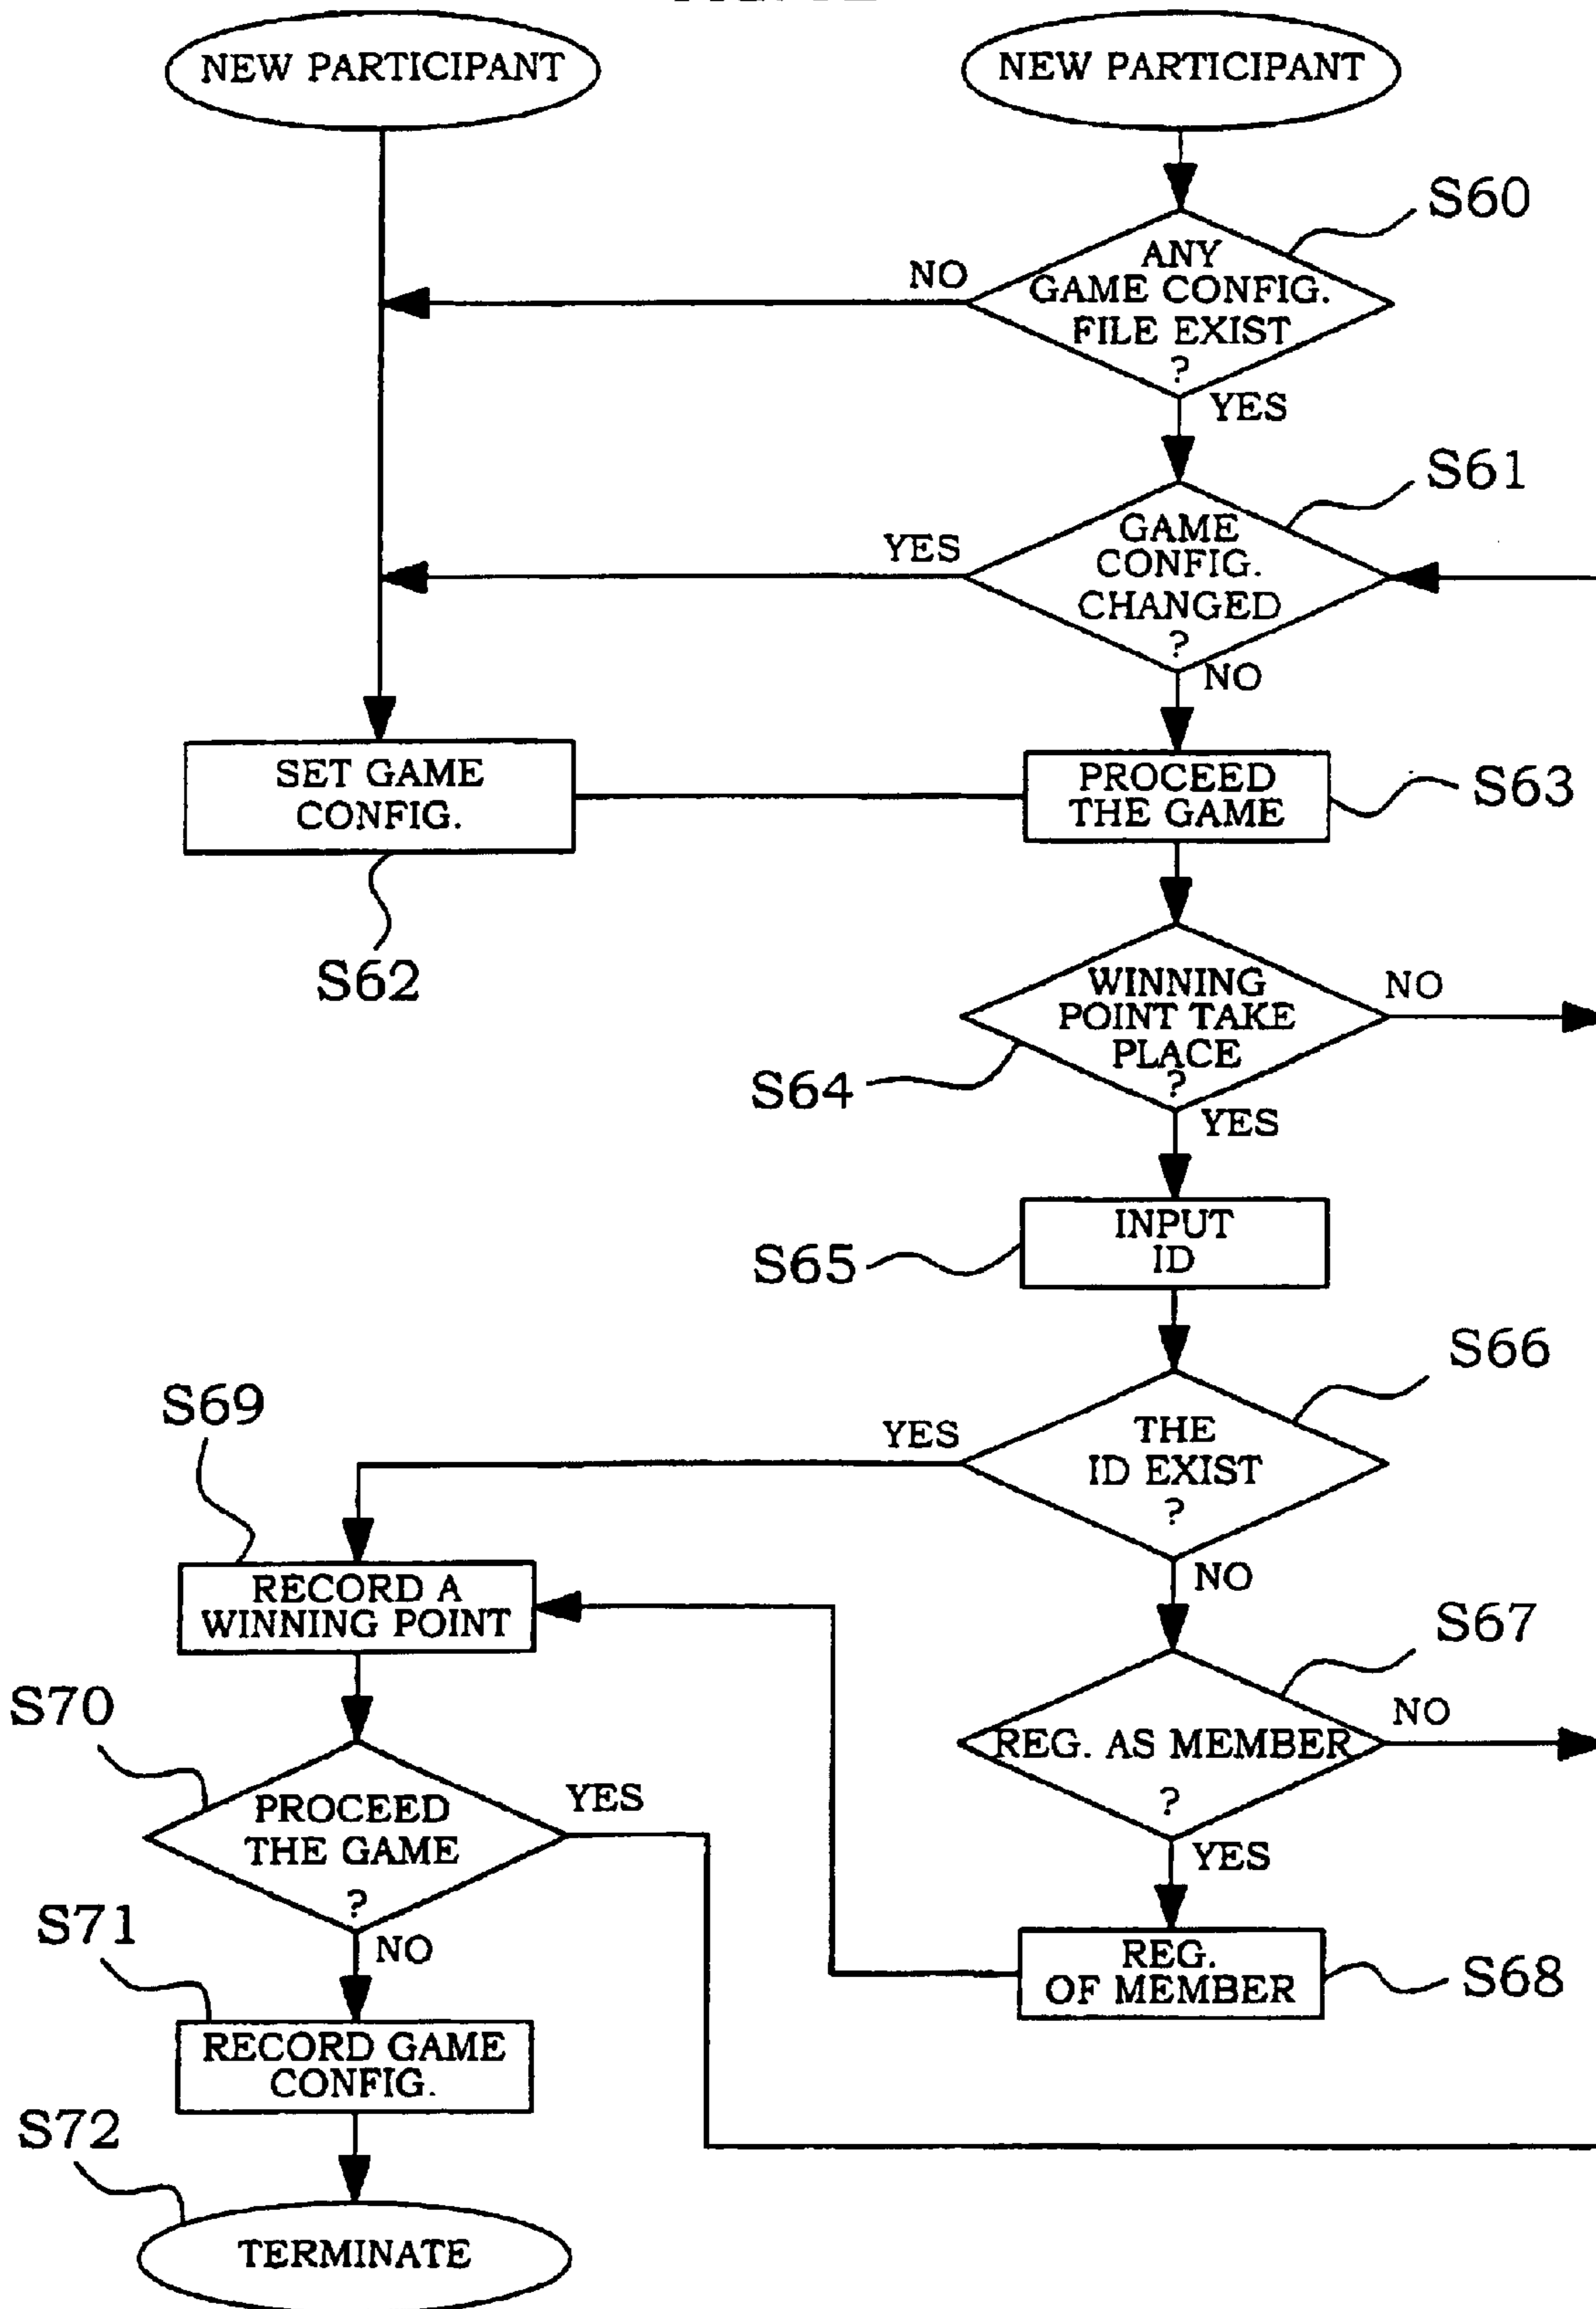 NEW PARTICIPANT
NEW PARTICIPANT
S60
ANY
GAME CONFIG.
FILE EXIST
?
NO
YES
S61
GAME
CONFIG.
CHANGED
?
YES
NO
SET GAME
CONFIG.
S62
PROCEED
THE GAME
S63
WINNING
POINT TAKE
PLACE
?
NO
S64
YES
INPUT
ID
S65
S66
THE
ID EXIST
?
YES
NO
S69
RECORD A
WINNING POINT
S67
REG. AS MEMBER
?
NO
YES
S70
PROCEED
THE GAME
?
YES
NO
REG.
OF MEMBER
S68
S71
RECORD GAME
CONFIG.
S72
TERMINATE